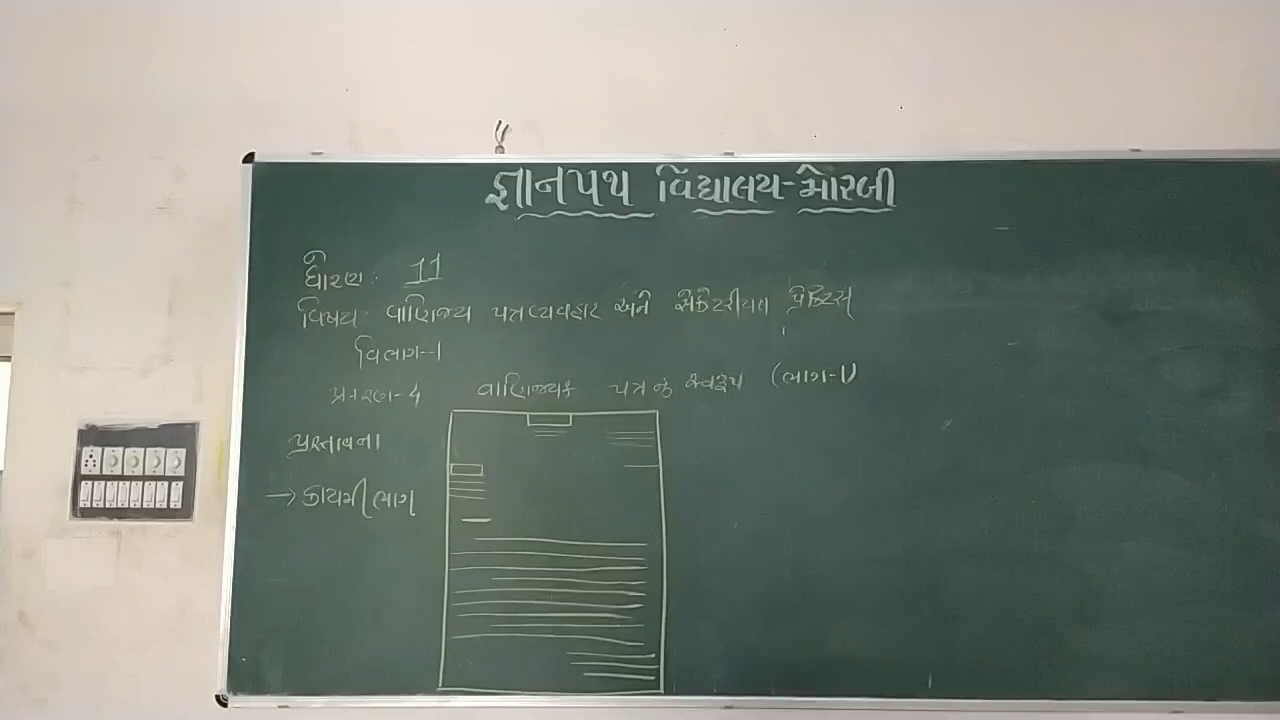 જ્ઞાનપથ વિદ્યાલય-મોરબી
ધોરણ: 11
વિષય: વાણિજ્ય પત્રવ્યવહાર અને સેક્રેટરીયલ પ્રેક્ટિસ
વિભાગ-1
પ્રકરણ-4 વાણિજ્યક પત્રનું સ્વરૂપ (ભાગ-1)
પ્રસ્તાવના
→ કાયમી ભાગ